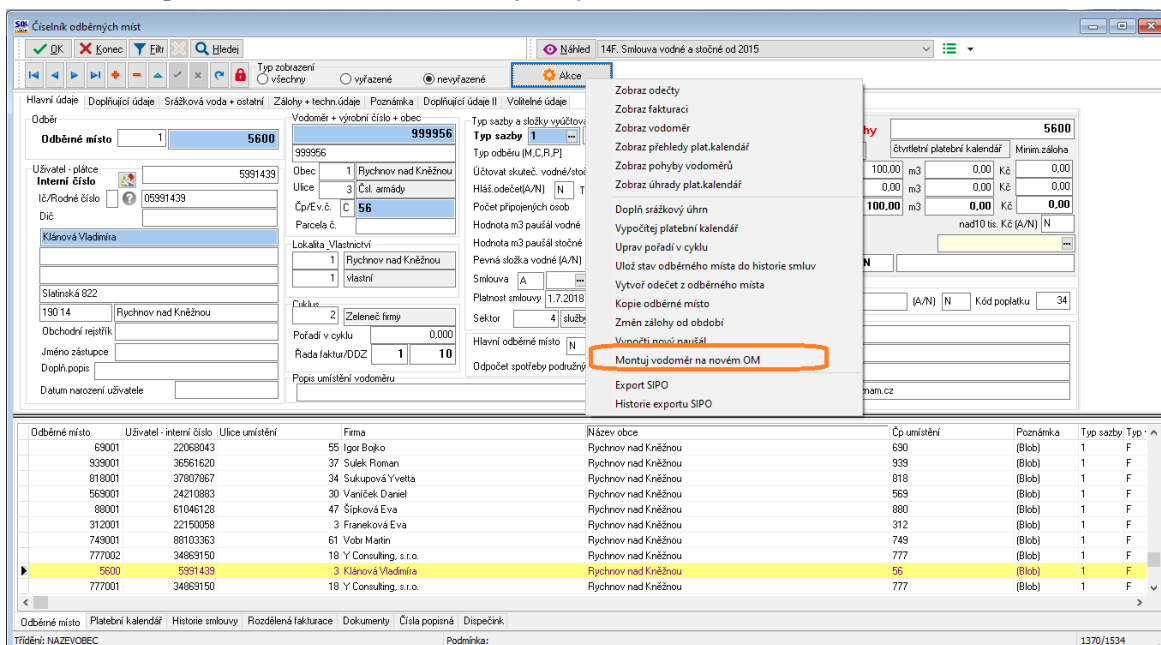 Číselník odběrných míst
OK Konec Filtr Hledej Náhled 14F. Smlouva vodné a stočné od 2015
Typ zobrazení
všechny vyřazené nevyřazené Akce
Hlavní údaje Doplňující údaje Srážková voda + ostatní Zálohy + techn.údaje Poznámka Doplňující údaje II Volitelné údaje
Odběr
Odběrné místo 1 5600
Uživatel - plátce
Interní číslo 5991439
Ič/Rodné číslo 05991439
Dič
Klánová Vladimíra
Slatinská 822
190 14 Rychnov nad Kněžnou
Obchodní rejstřík
Jméno zástupce
Doplň.popis
Datum narození uživatele
Vodoměr + výrobní číslo + obec
999956
999956
Obec 1 Rychnov nad Kněžnou
Ulice 3 Čsl. armády
Čp/Ev.č. C 56
Parcela č.
Lokalita_Vlastnictví
1 Rychnov nad Kněžnou
1 vlastní
Cyklus
2 Zeleneč firmy
Pořadí v cyklu 0,000
Řada faktur/DDZ 1 10
Popis umístění vodoměru
Typ sazby a složky vyúčtov
Typ sazby 1 ...
Typ odběru (M,C,R,P)
Účtovat skuteč. vodné/sto
Hláš.odečet(A/N) N T
Počet připojených osob
Hodnota m3 paušál vodné
Hodnota m3 paušál stočné
Pevná složka vodné (A/N)
Smlouva A ...
Platnost smlouvy 1.7.2018
Sektor 4 služby
Hlavní odběrné místo N
Odpočet spotřeby podružný
Zobraz odečty
Zobraz fakturaci
Zobraz vodoměr
Zobraz přehledy plat.kalendář
Zobraz pohyby vodoměrů
Zobraz úhrady plat.kalendář
Doplň srážkový úhrn
Vypočítej platební kalendář
Uprav pořadí v cyklu
Ulož stav odběrného místa do historie smluv
Vytvoř odečet z odběrného místa
Kopie odběrné místo
Změn zálohy od období
Vypočti nový paušál
Montuj vodoměr na novém OM
Export SIPO
Historie exportu SIPO
hy 5600
čtvrtletní platební kalendář Minim.záloha
100,00 m3 0,00 Kč 0,00
0,00 m3 0,00 Kč 0,00
100,00 m3 0,00 Kč 0,00
nad10 tis. Kč (A/N) N
...
N
(A/N) N Kód poplatku 34
znam.cz
Odběrné místo Uživatel - interní číslo Ulice umístění Firma Název obce Čp umístění Poznámka Typ sazby Typ
69001 22068043 55 Igor Bojko Rychnov nad Kněžnou 690 (Blob) 1 F
939001 36561620 37 Sulek Roman Rychnov nad Kněžnou 939 (Blob) 1 F
818001 37807867 34 Sukupová Yvetta Rychnov nad Kněžnou 818 (Blob) 1 F
569001 24210883 30 Vaníček Daniel Rychnov nad Kněžnou 569 (Blob) 1 F
88001 61046128 47 Šípková Eva Rychnov nad Kněžnou 880 (Blob) 1 F
312001 22150058 3 Franeková Eva Rychnov nad Kněžnou 312 (Blob) 1 F
749001 88103363 61 Vobr Martin Rychnov nad Kněžnou 749 (Blob) 1 F
777002 34869150 18 Y Consulting, s.r.o. Rychnov nad Kněžnou 777 (Blob) 1 F
5600 5991439 3 Klánová Vladimíra Rychnov nad Kněžnou 56 (Blob) 1 F
777001 34869150 18 Y Consulting, s.r.o. Rychnov nad Kněžnou 777 (Blob) 1 F
Odběrné místo Platební kalendář Historie smlouvy Rozdělená fakturace Dokumenty Čísla popisná Dispečink
Třídění: NAZEVOBEC Podmínka: 1370/1534